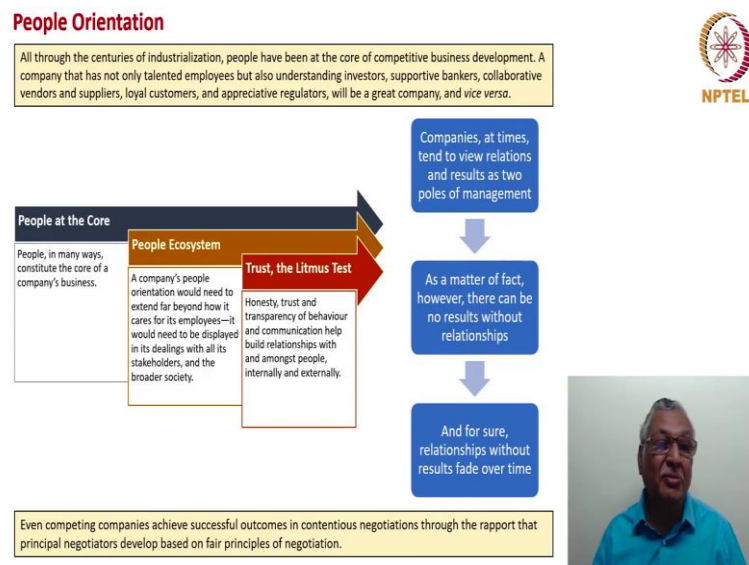 People Orientation
All through the centuries of industrialization, people have been at the core of competitive business development. A
company that has not only talented employees but also understanding investors, supportive bankers, collaborative
vendors and suppliers, loyal customers, and appreciative regulators, will be a great company, and vice versa.
NPTEL
People at the Core
People, in many ways,
constitute the core of a
company's business.
People Ecosystem
A company's people
orientation would need to
extend far beyond how it
cares for its employees—it
would need to be displayed
in its dealings with all its
stakeholders, and the
broader society.
Trust, the Litmus Test
Honesty, trust and
transparency of behaviour
and communication help
build relationships with
and amongst people,
internally and externally.
Companies, at times,
tend to view relations
and results as two
poles of management
As a matter of fact,
however, there can be
no results without
relationships
And for sure,
relationships without
results fade over time
Even competing companies achieve successful outcomes in contentious negotiations through the rapport that
principal negotiators develop based on fair principles of negotiation.